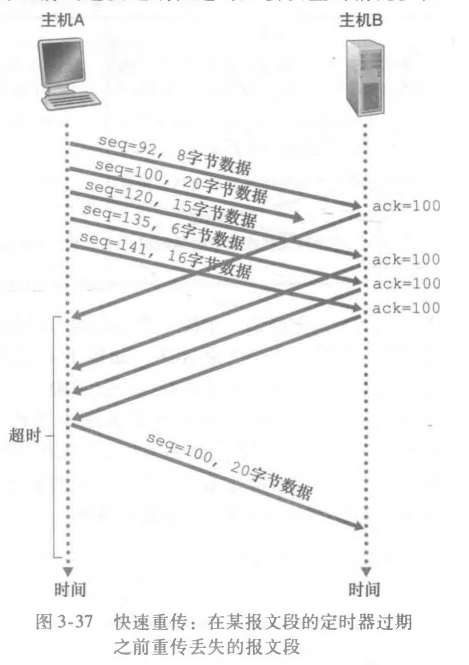 主机A
主机B
seq=92, 8字节数据
seq=100, 20字节数据
seq=120, 15字节数据
seq=135, 6字节数据
seq=141, 16字节数据
ack=100
ack=100
ack=100
ack=100
超时
seq=100, 20字节数据
时间
时间
图 3-37 快速重传：在某报文段的定时器过期
之前重传丢失的报文段